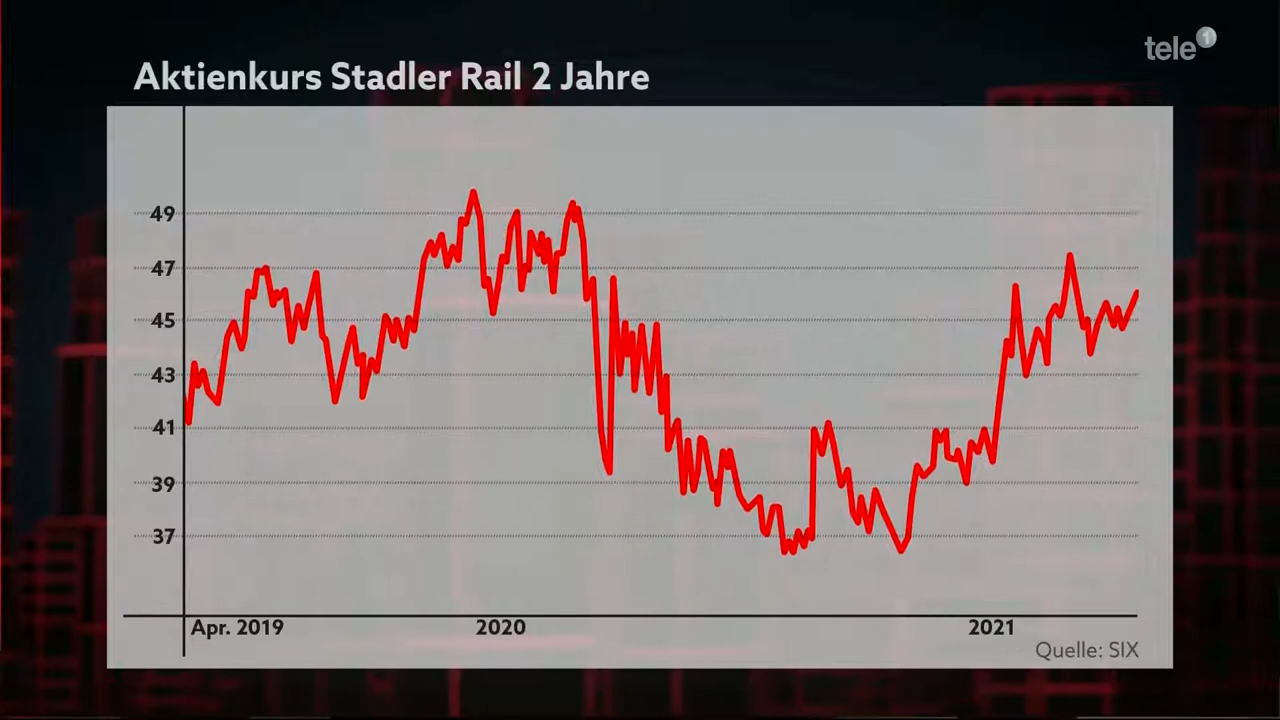 tele1
Aktienkurs Stadler Rail 2 Jahre
49
47
45
43
41
39
37
Apr. 2019
2020
2021
Quelle: SIX